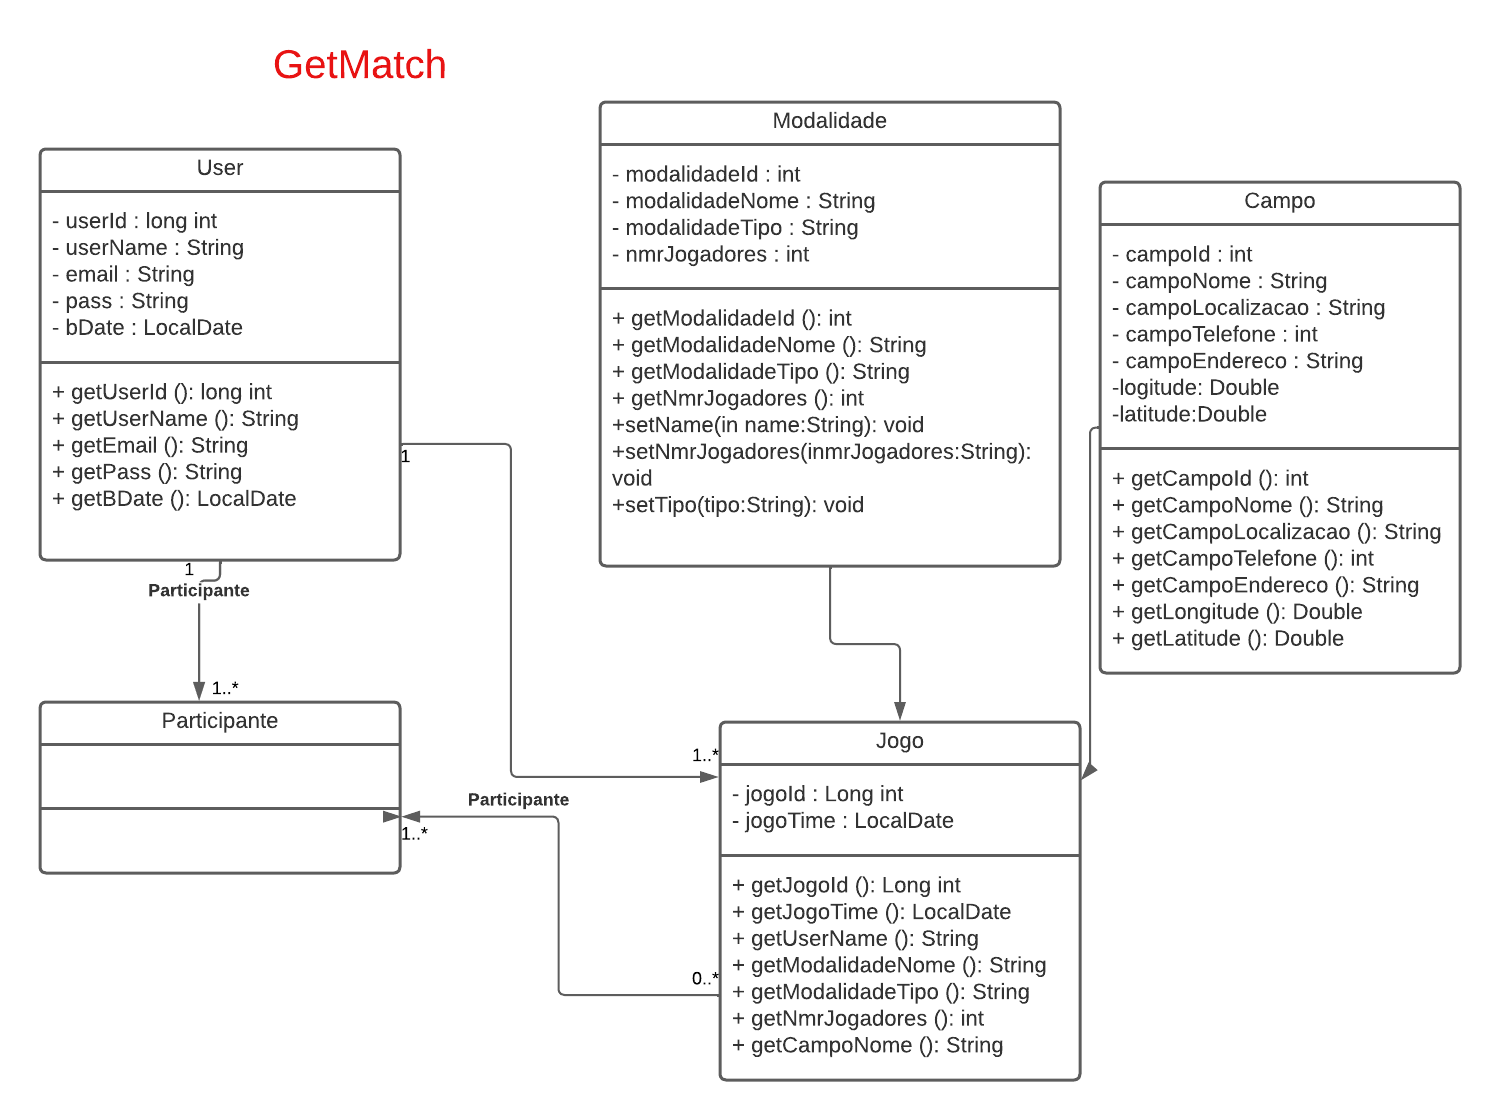 GetMatch
User
- userId : long int
- userName : String
- email : String
- pass : String
- bDate : LocalDate
+ getUserId (): long int
+ getUserName (): String
+ getEmail (): String
+ getPass (): String
+ getBDate (): LocalDate
Modalidade
- modalidadeId : int
- modalidadeNome : String
- modalidadeTipo : String
- nmrJogadores : int
+ getModalidadeId (): int
+ getModalidadeNome (): String
+ getModalidadeTipo (): String
+ getNmrJogadores (): int
+setName(in name:String): void
+setNmrJogadores(inmrJogadores:String):
void
+setTipo(tipo:String): void
Campo
- campoId : int
- campoNome : String
- campoLocalizacao : String
- campoTelefone : int
- campoEndereco : String
-logitude: Double
-latitude:Double
+ getCampoId (): int
+ getCampoNome (): String
+ getCampoLocalizacao (): String
+ getCampoTelefone (): int
+ getCampoEndereco (): String
+ getLongitude (): Double
+ getLatitude (): Double
1
1
Participante
1..*
Participante
1..*
Participante
1..*
0..*
Jogo
- jogoId : Long int
- jogoTime : LocalDate
+ getJogoId (): Long int
+ getJogoTime (): LocalDate
+ getUserName (): String
+ getModalidadeNome (): String
+ getModalidadeTipo (): String
+ getNmrJogadores (): int
+ getCampoNome (): String